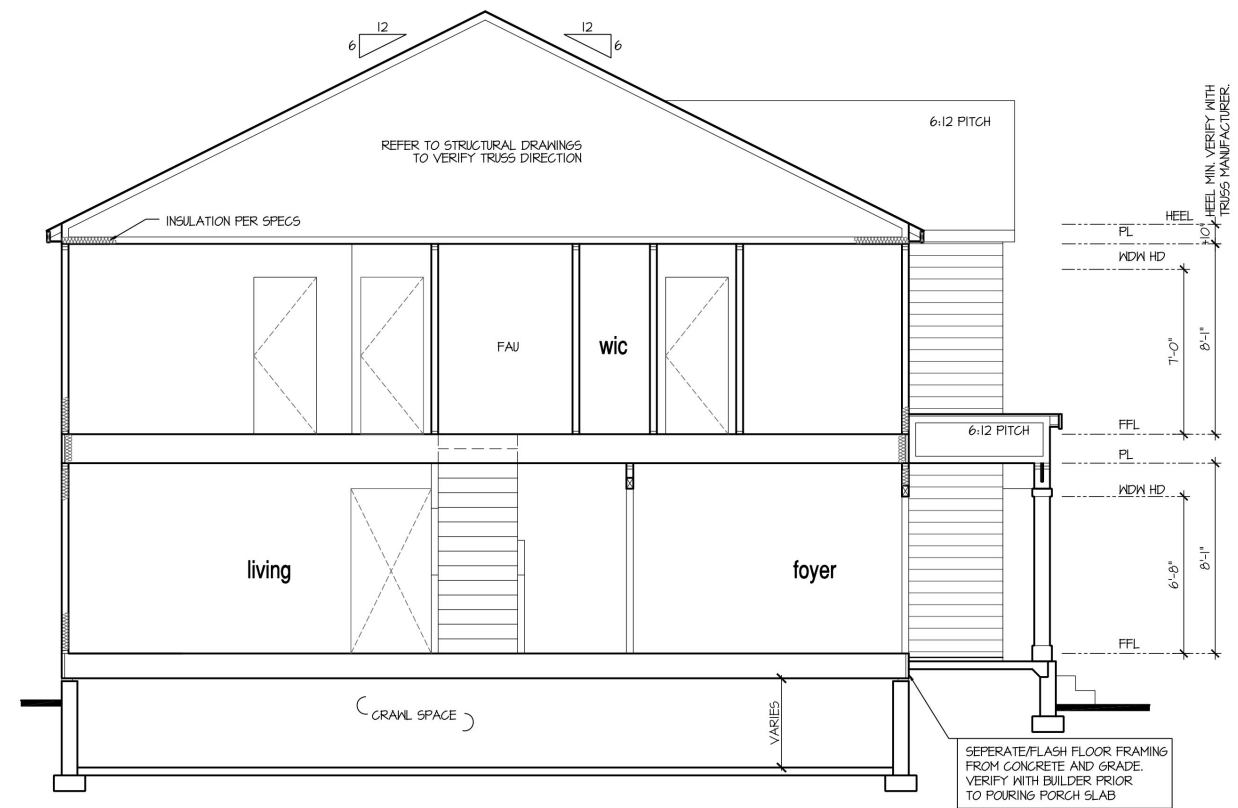 12
6
12
6
6:12 PITCH
REFER TO STRUCTURAL DRAWINGS
TO VERIFY TRUSS DIRECTION
INSULATION PER SPECS
HEEL MIN. VERIFY WITH
TRUSS MANUFACTURER.
HEEL
10"
PL
WDW HD
7'-0"
8'-1"
FAU
wic
FFL
6:12 PITCH
PL
WDW HD
living
foyer
6'-8"
8'-1"
FFL
CRAWL SPACE
VARIES
SEPERATE/FLASH FLOOR FRAMING
FROM CONCRETE AND GRADE.
VERIFY WITH BUILDER PRIOR
TO POURING PORCH SLAB